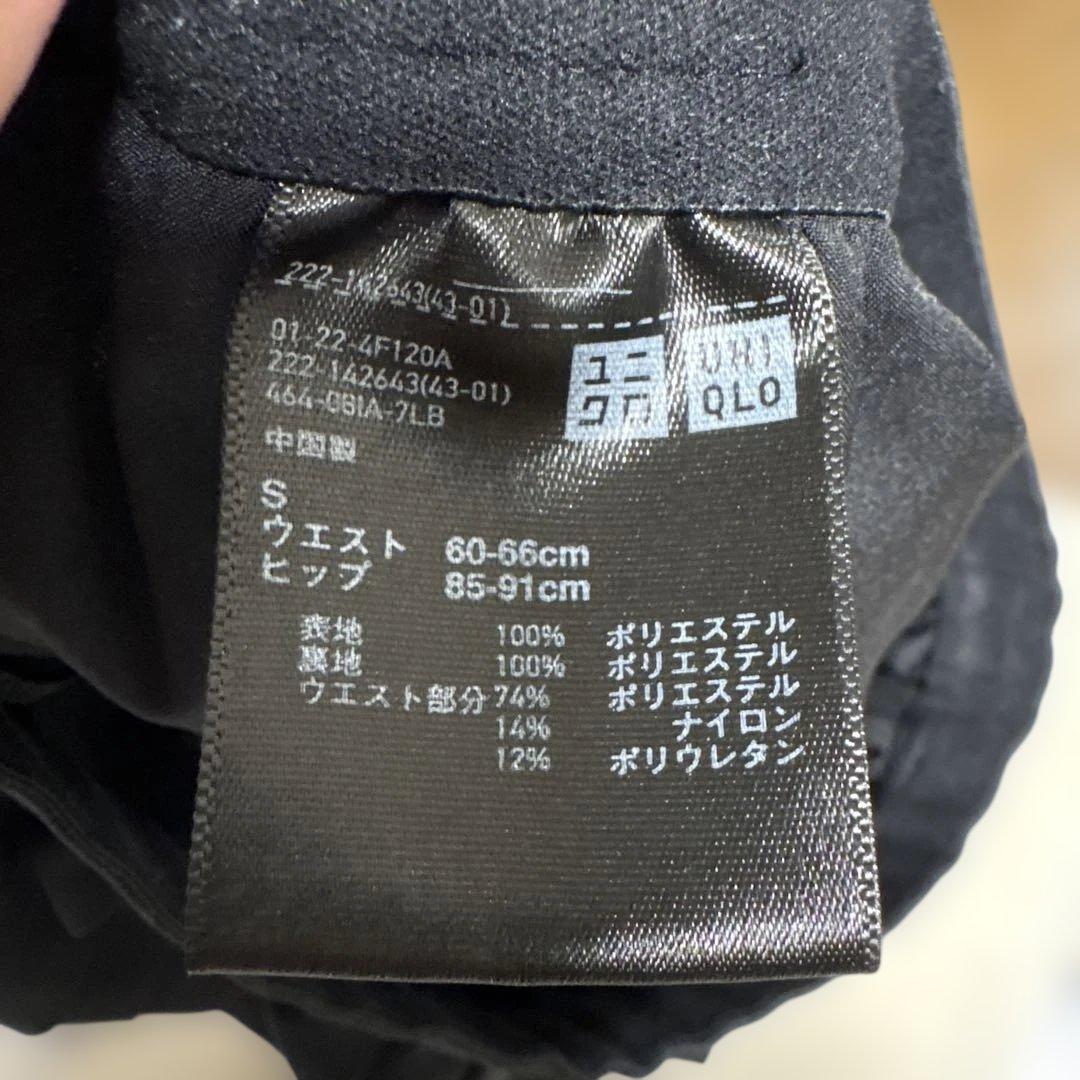 222-142643(43-01)
01-22-4F120A
222-142643(43-01)
ユニ
クロ
UNI
QLO
中国製
S
ウエスト 60-66cm
ヒップ 85-91cm
表地 100% ポリエステル
裏地 100% ポリエステル
ウエスト部分 74% ポリエステル
14% ナイロン
12% ポリウレタン